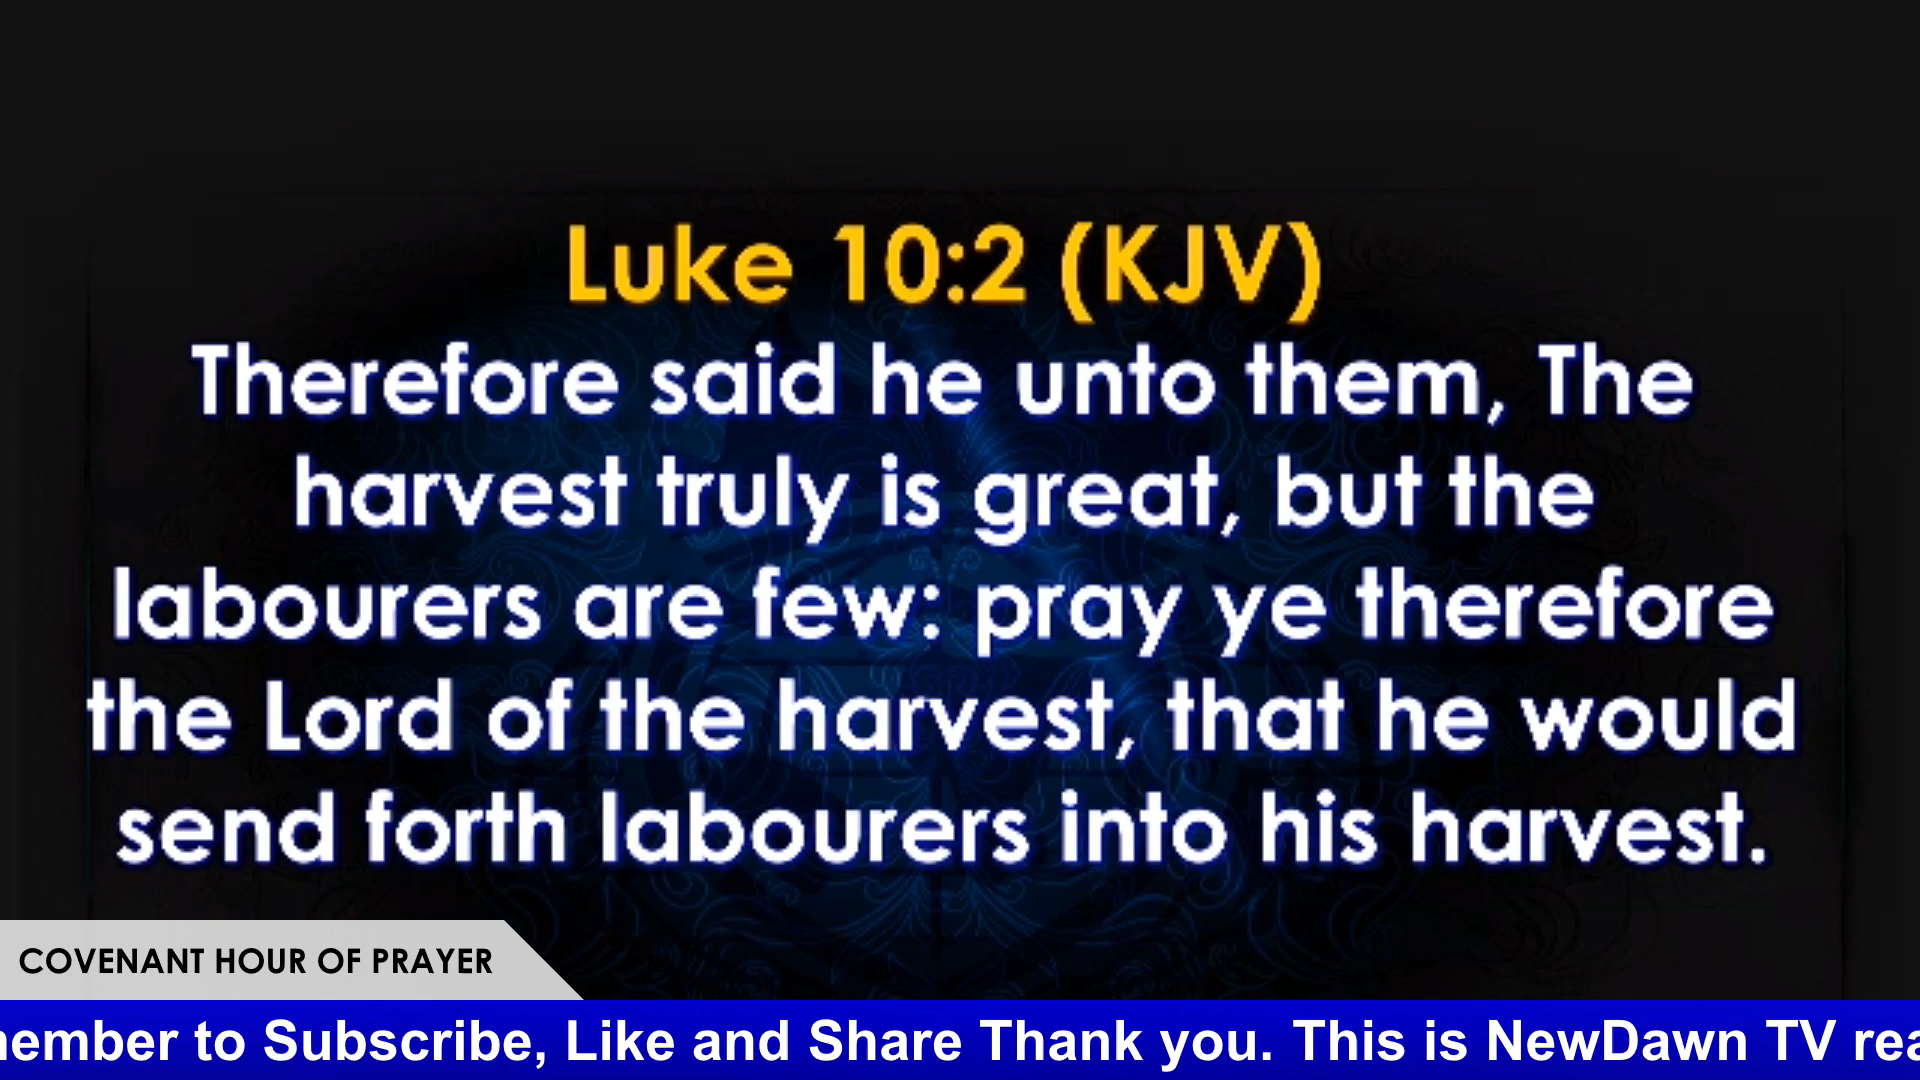 Luke 10:2 (KJV)
Therefore said he unto them, The
harvest truly is great, but the
labourers are few: pray ye therefore
the Lord of the harvest, that he would
send forth labourers into his harvest.
COVENANT HOUR OF PRAYER
to Subscribe, Like and Share Thank you. This is NewDawn TV